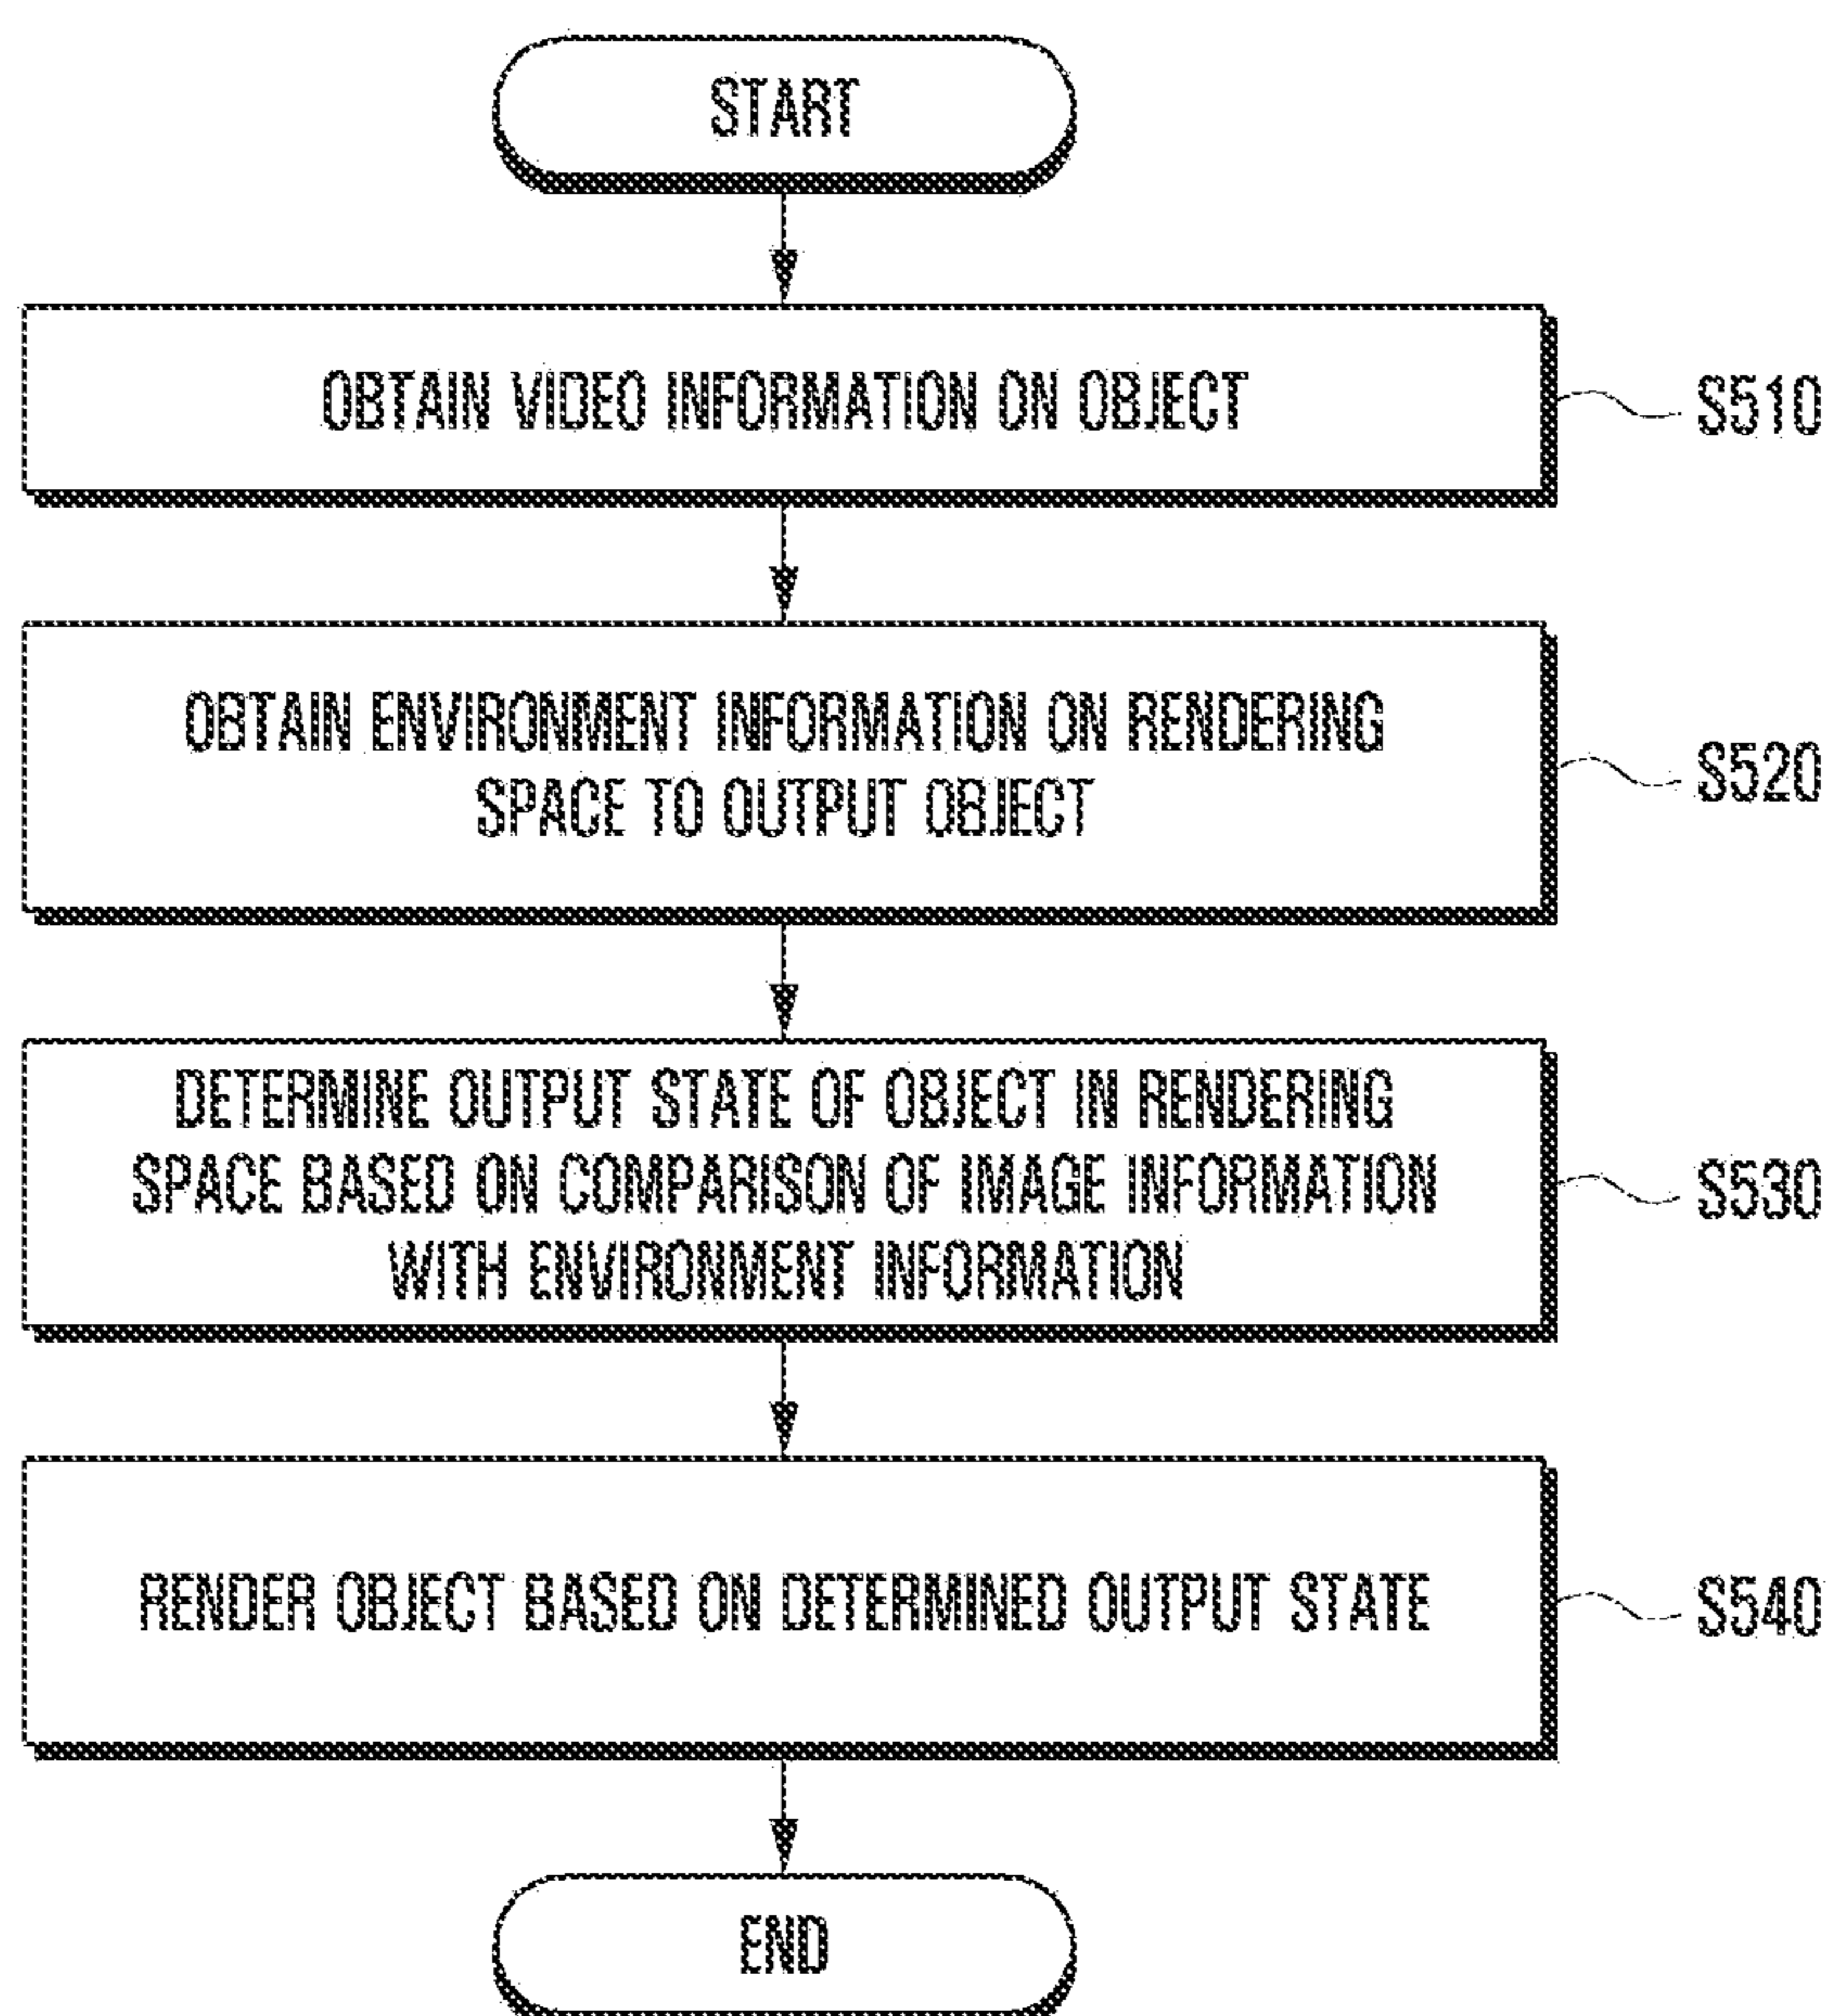 START
OBTAIN VIDEO INFORMATION ON OBJECT
S510
OBTAIN ENVIRONMENT INFORMATION ON RENDERING
SPACE TO OUTPUT OBJECT
S520
DETERMINE OUTPUT STATE OF OBJECT IN RENDERING
SPACE BASED ON COMPARISON OF IMAGE INFORMATION
WITH ENVIRONMENT INFORMATION
S530
RENDER OBJECT BASED ON DETERMINED OUTPUT STATE
S540
END